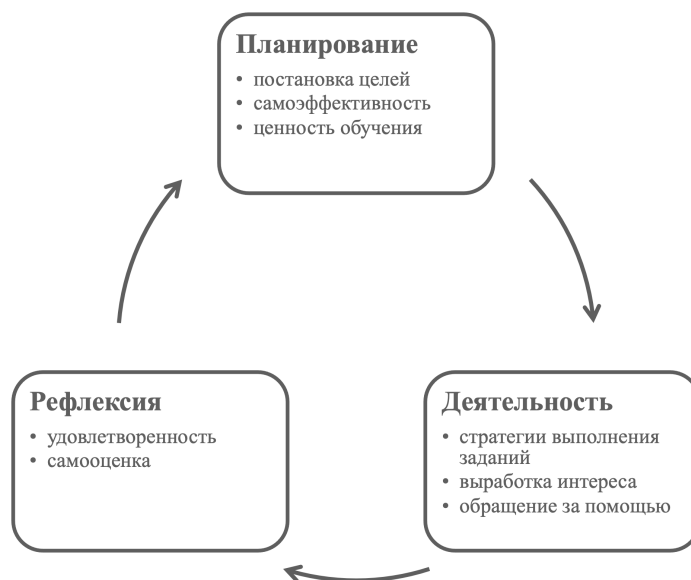 Планирование
• постановка целей
• самоэффективность
• ценность обучения
Рефлексия
• удовлетворенность
• самооценка
Деятельность
• стратегии выполнения
заданий
• выработка интереса
• обращение за помощью